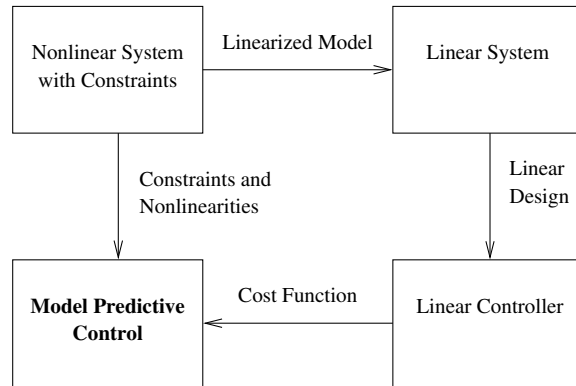 Nonlinear System
with Constraints
Linearized Model
Linear System
Constraints and
Nonlinearities
Linear
Design
Model Predictive
Control
Cost Function
Linear Controller